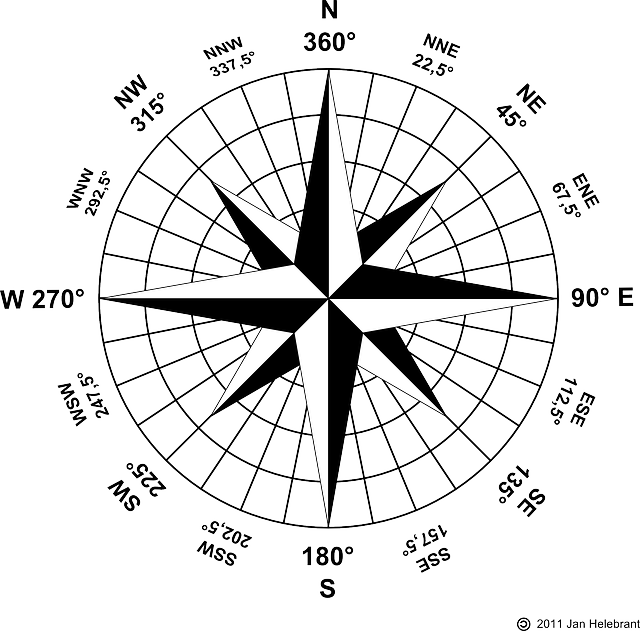 N
360°
NNW
337,5°
NNE
22,5°
NW
315°
NE
45°
WNW
292,5°
ENE
67,5°
W 270°
90° E
WSW
247,5°
ESE
112,5°
SW
225°
SE
135°
SSW
202,5°
SSE
157,5°
180°
S
© 2011 Jan Helebrant